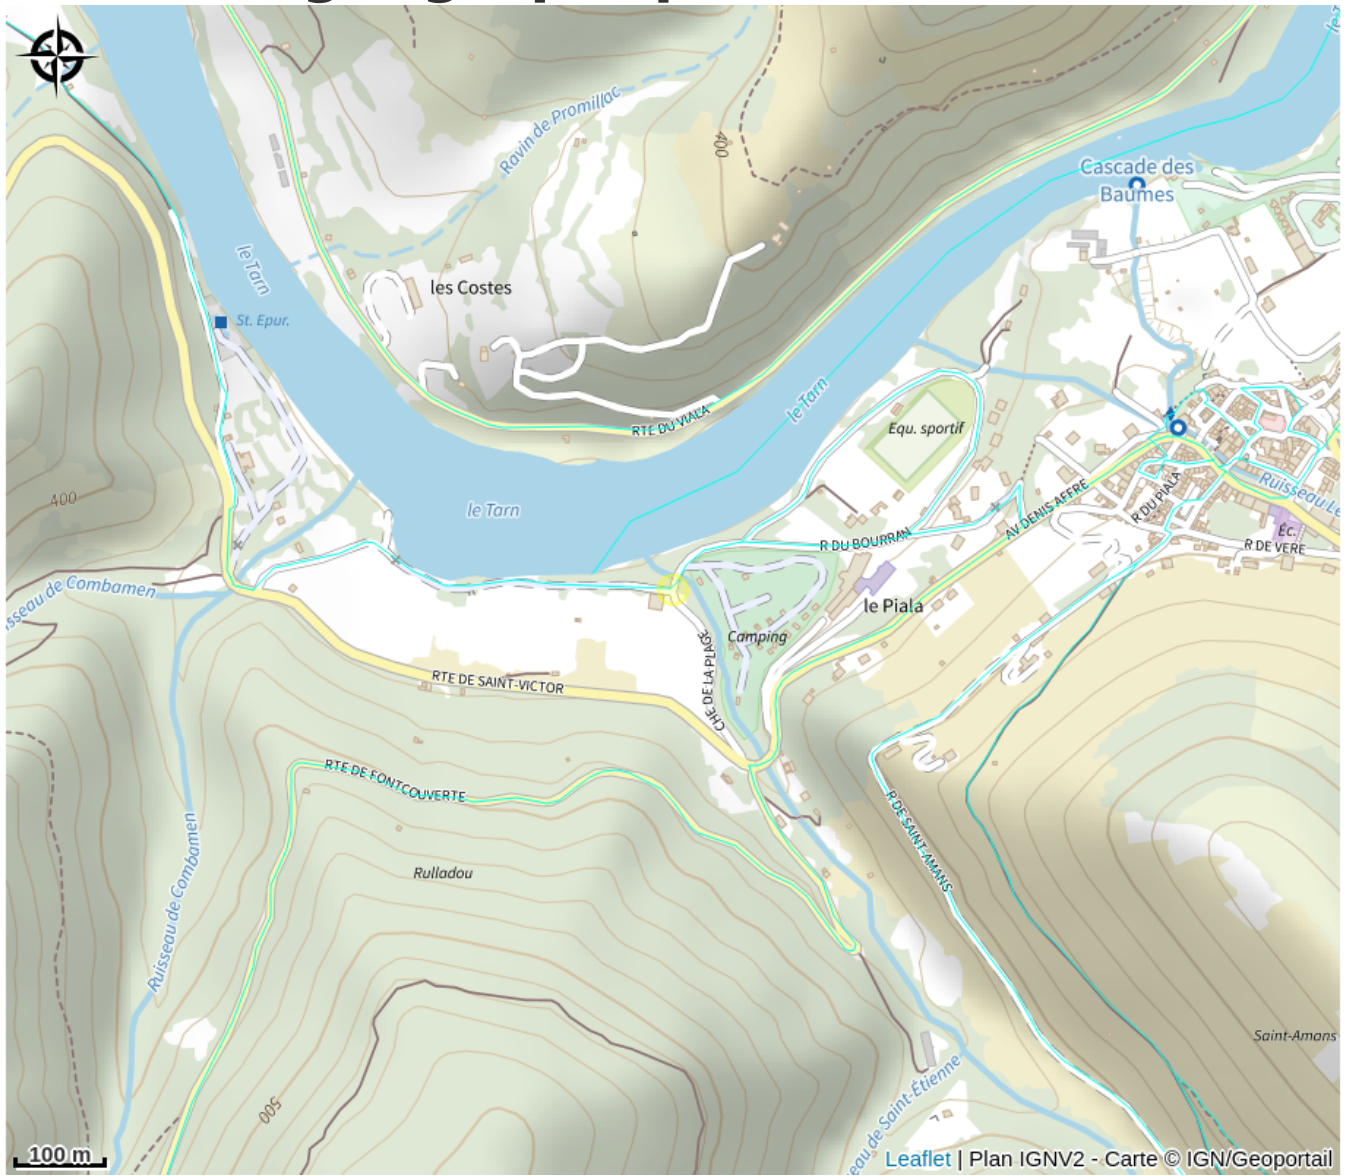 Ravin de Promillac
400
le T
Cascade des
Baumes
le Tarn
les Costes
St. Epur.
le Tarn
RTE DU VIALA
Equ. sportif
400
le Tarn
AV DENIS AFFRE
R DU PIALA
Ruisseau Le
Éc.
R DE VERE
R DU BOURRAN
isseau de Combamen
le Piala
Camping
CHE DE LA PLAGE
RTE DE SAINT-VICTOR
RTE DE FONTCOUVERTE
R DE SAINT-AMANS
Rulladou
Ruisseau de Combamen
Saint-Amans
500
eau de Saint-Étienne
100 m
Leaflet | Plan IGNV2 - Carte © IGN/Geoportail